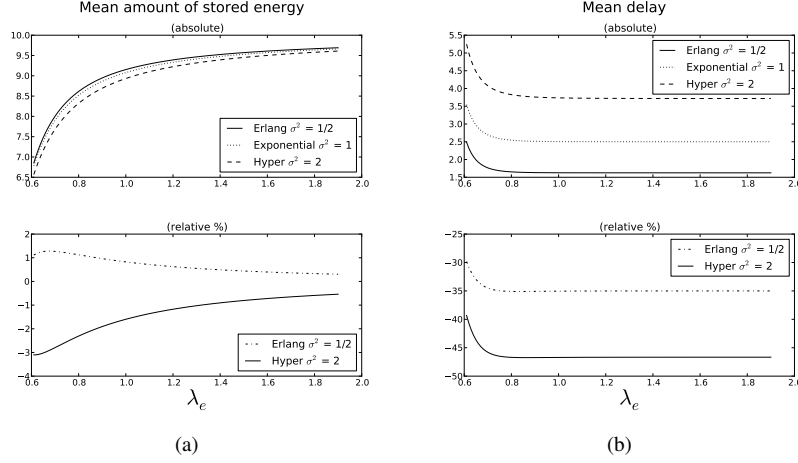 Mean amount of stored energy
(absolute)
10.0
9.5
9.0
8.5
8.0
7.5
7.0
6.5
Erlang σ² = 1/2
Exponential σ² = 1
Hyper σ² = 2
0.6 0.8 1.0 1.2 1.4 1.6 1.8 2.0
(relative %)
2
1
0
−1
−2
−3
−4
Erlang σ² = 1/2
Hyper σ² = 2
0.6 0.8 1.0 1.2 1.4 1.6 1.8 2.0
λₑ
(a)
Mean delay
(absolute)
5.5
5.0
4.5
4.0
3.5
3.0
2.5
2.0
1.5
Erlang σ² = 1/2
Exponential σ² = 1
Hyper σ² = 2
0.6 0.8 1.0 1.2 1.4 1.6 1.8 2.0
(relative %)
−25
−30
−35
−40
−45
−50
Erlang σ² = 1/2
Hyper σ² = 2
0.6 0.8 1.0 1.2 1.4 1.6 1.8 2.0
λₑ
(b)